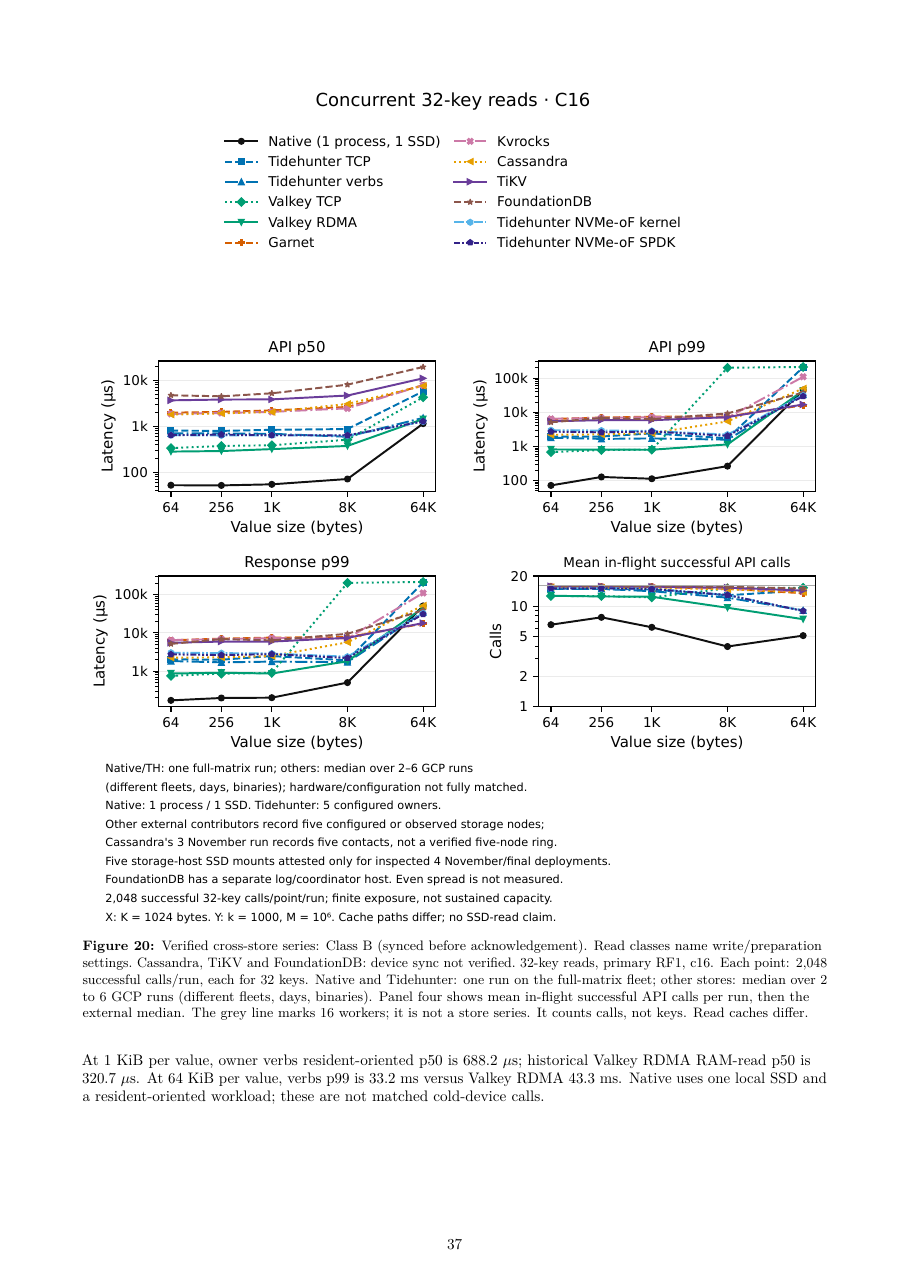 Concurrent 32-key reads · C16
Native (1 process, 1 SSD)
Tidehunter TCP
Tidehunter verbs
Valkey TCP
Valkey RDMA
Garnet
Kvrocks
Cassandra
TiKV
FoundationDB
Tidehunter NVMe-oF kernel
Tidehunter NVMe-oF SPDK
API p50
Latency (µs)
10k
1k
100
64 256 1K 8K 64K
Value size (bytes)
API p99
Latency (µs)
100k
10k
1k
100
64 256 1K 8K 64K
Value size (bytes)
Response p99
Latency (µs)
100k
10k
1k
64 256 1K 8K 64K
Value size (bytes)
Mean in-flight successful API calls
Calls
20
10
5
2
1
64 256 1K 8K 64K
Value size (bytes)
Native/TH: one full-matrix run; others: median over 2–6 GCP runs
(different fleets, days, binaries); hardware/configuration not fully matched.
Native: 1 process / 1 SSD. Tidehunter: 5 configured owners.
Other external contributors record five configured or observed storage nodes;
Cassandra's 3 November run records five contacts, not a verified five-node ring.
Five storage-host SSD mounts attested only for inspected 4 November/final deployments.
FoundationDB has a separate log/coordinator host. Even spread is not measured.
2,048 successful 32-key calls/point/run; finite exposure, not sustained capacity.
X: K = 1024 bytes. Y: k = 1000, M = 10⁶. Cache paths differ; no SSD-read claim.
Figure 20: Verified cross-store series: Class B (synced before acknowledgement). Read classes name write/preparation
settings. Cassandra, TiKV and FoundationDB: device sync not verified. 32-key reads, primary RF1, c16. Each point: 2,048
successful calls/run, each for 32 keys. Native and Tidehunter: one run on the full-matrix fleet; other stores: median over 2
to 6 GCP runs (different fleets, days, binaries). Panel four shows mean in-flight successful API calls per run, then the
external median. The grey line marks 16 workers; it is not a store series. It counts calls, not keys. Read caches differ.
At 1 KiB per value, owner verbs resident-oriented p50 is 688.2 µs; historical Valkey RDMA RAM-read p50 is
320.7 µs. At 64 KiB per value, verbs p99 is 33.2 ms versus Valkey RDMA 43.3 ms. Native uses one local SSD and
a resident-oriented workload; these are not matched cold-device calls.
37